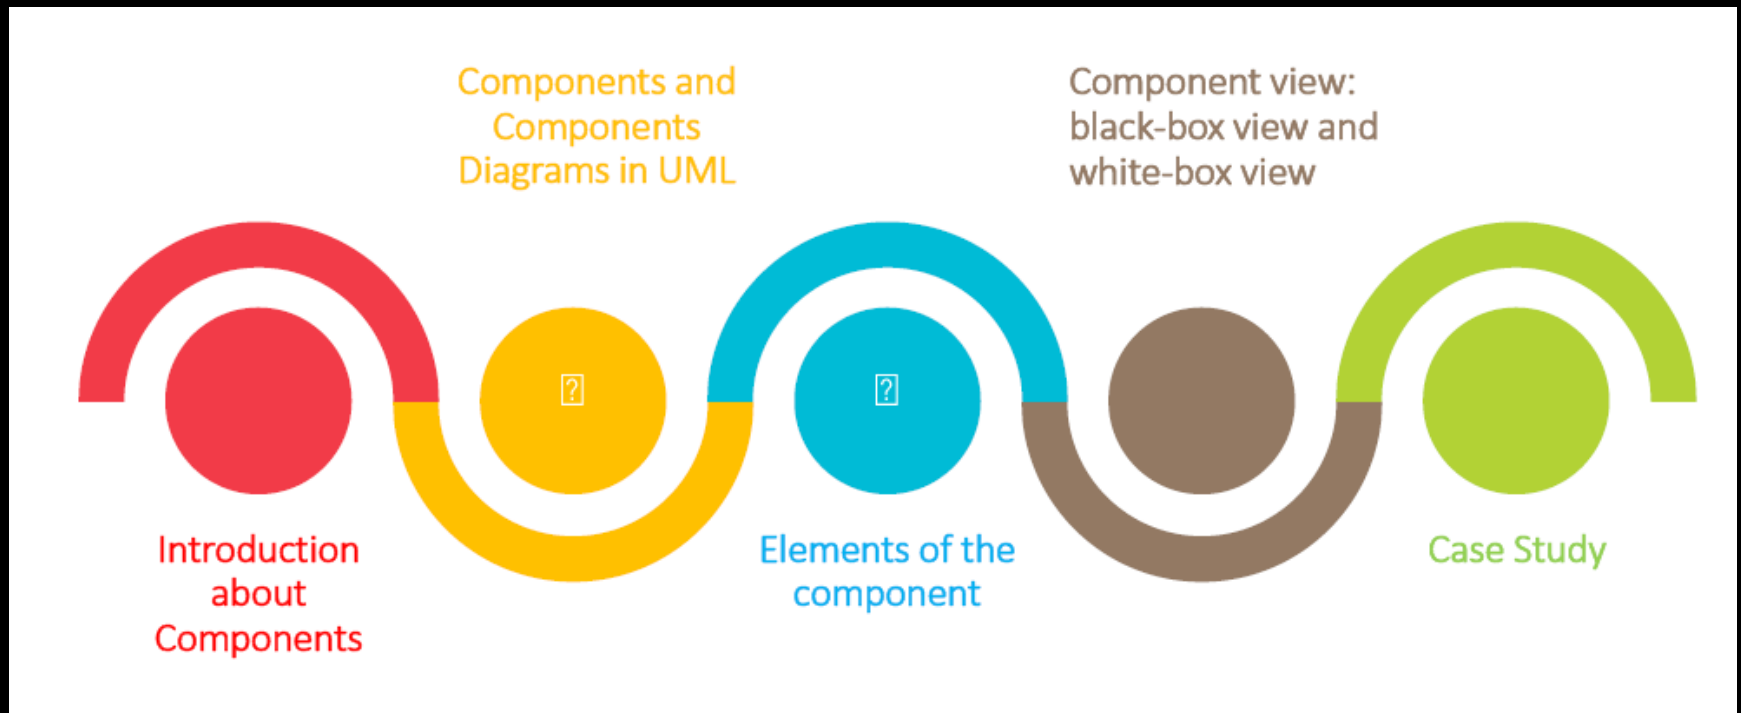 Components and
Components
Diagrams in UML
Component view:
black-box view and
white-box view
Introduction
about
Components
Elements of the
component
Case Study